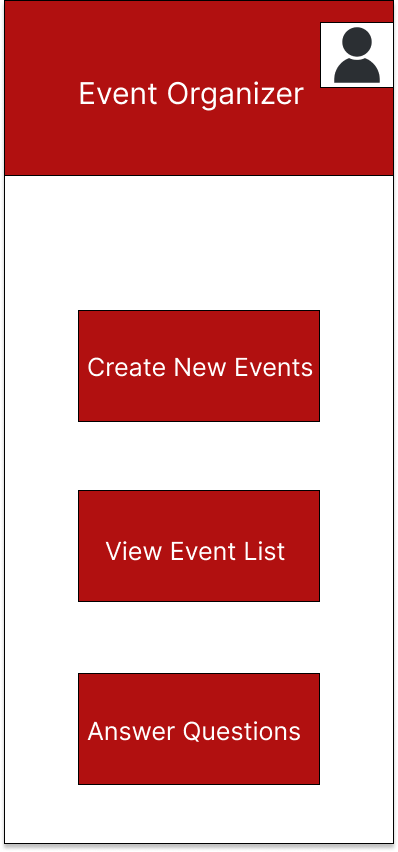 Event Organizer
Create New Events
View Event List
Answer Questions